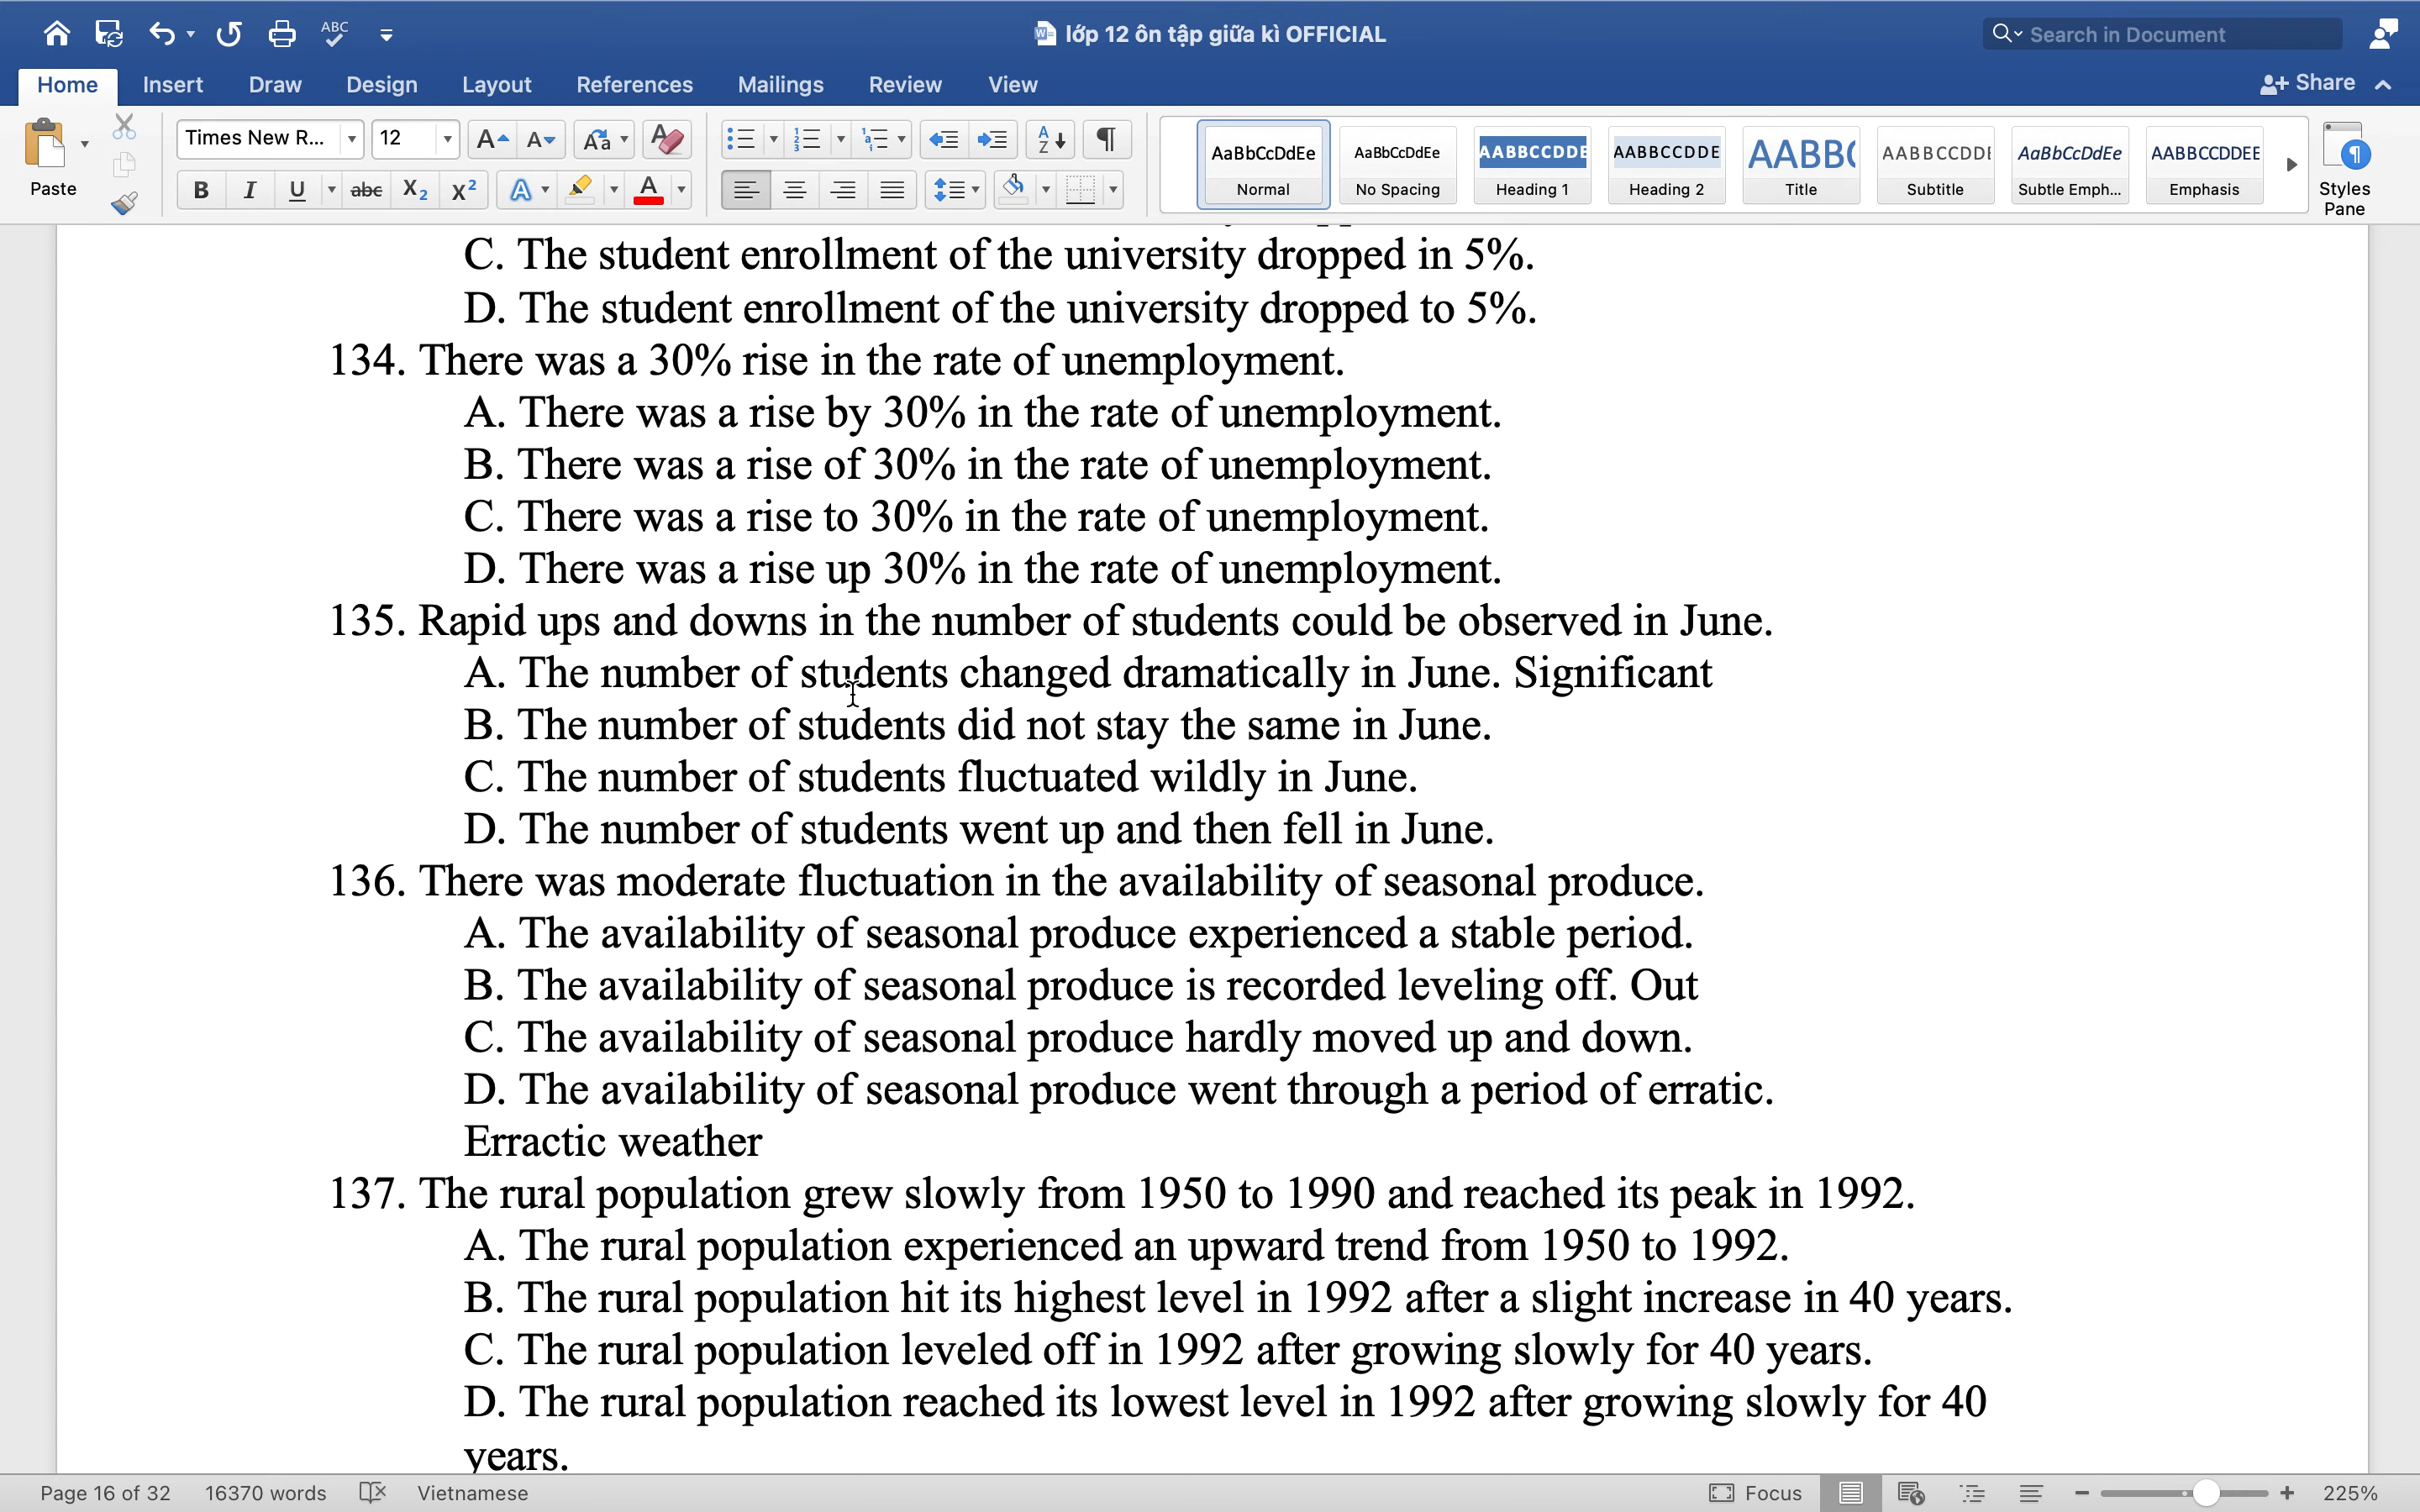 ABC
lớp 12 ôn tập giữa kì OFFICIAL
Search in Document
Home Insert Draw Design Layout References Mailings Review View
Share
Paste
Times New R... 12
AaBbCcDdEe
Normal
AaBbCcDdEe
No Spacing
AABBCCDDE
Heading 1
AABBCCDDE
Heading 2
AABBC
Title
AABBCCDDE
Subtitle
AaBbCcDdEe
Subtle Emph...
AABBCCDDEE
Emphasis
Styles
Pane
C. The student enrollment of the university dropped in 5%.
D. The student enrollment of the university dropped to 5%.
134. There was a 30% rise in the rate of unemployment.
A. There was a rise by 30% in the rate of unemployment.
B. There was a rise of 30% in the rate of unemployment.
C. There was a rise to 30% in the rate of unemployment.
D. There was a rise up 30% in the rate of unemployment.
135. Rapid ups and downs in the number of students could be observed in June.
A. The number of students changed dramatically in June. Significant
B. The number of students did not stay the same in June.
C. The number of students fluctuated wildly in June.
D. The number of students went up and then fell in June.
136. There was moderate fluctuation in the availability of seasonal produce.
A. The availability of seasonal produce experienced a stable period.
B. The availability of seasonal produce is recorded leveling off. Out
C. The availability of seasonal produce hardly moved up and down.
D. The availability of seasonal produce went through a period of erratic.
Erractic weather
137. The rural population grew slowly from 1950 to 1990 and reached its peak in 1992.
A. The rural population experienced an upward trend from 1950 to 1992.
B. The rural population hit its highest level in 1992 after a slight increase in 40 years.
C. The rural population leveled off in 1992 after growing slowly for 40 years.
D. The rural population reached its lowest level in 1992 after growing slowly for 40
years.
Page 16 of 32 16370 words Vietnamese Focus 225%